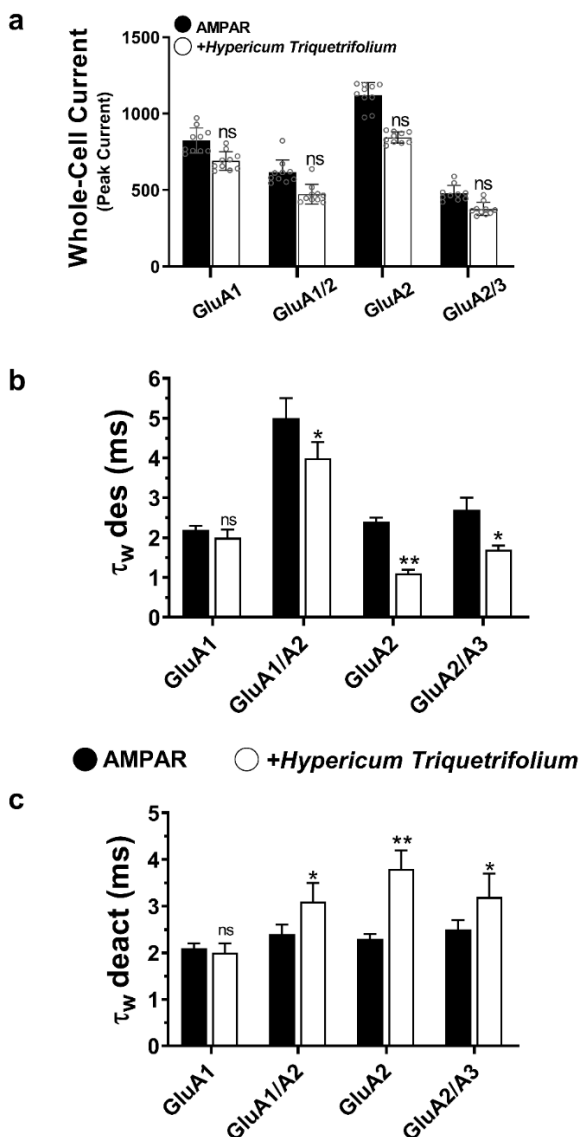 a
AMPAR
+Hypericum Triquetrifolium
Whole-Cell Current
(Peak Current)
1500
1000
500
0
ns
ns
ns
ns
GluA1
GluA1/2
GluA2
GluA2/3
b
τw des (ms)
6
5
4
3
2
1
0
ns
*
**
*
GluA1
GluA1/A2
GluA2
GluA2/A3
AMPAR
+Hypericum Triquetrifolium
c
τw deact (ms)
5
4
3
2
1
0
ns
*
**
*
GluA1
GluA1/A2
GluA2
GluA2/A3